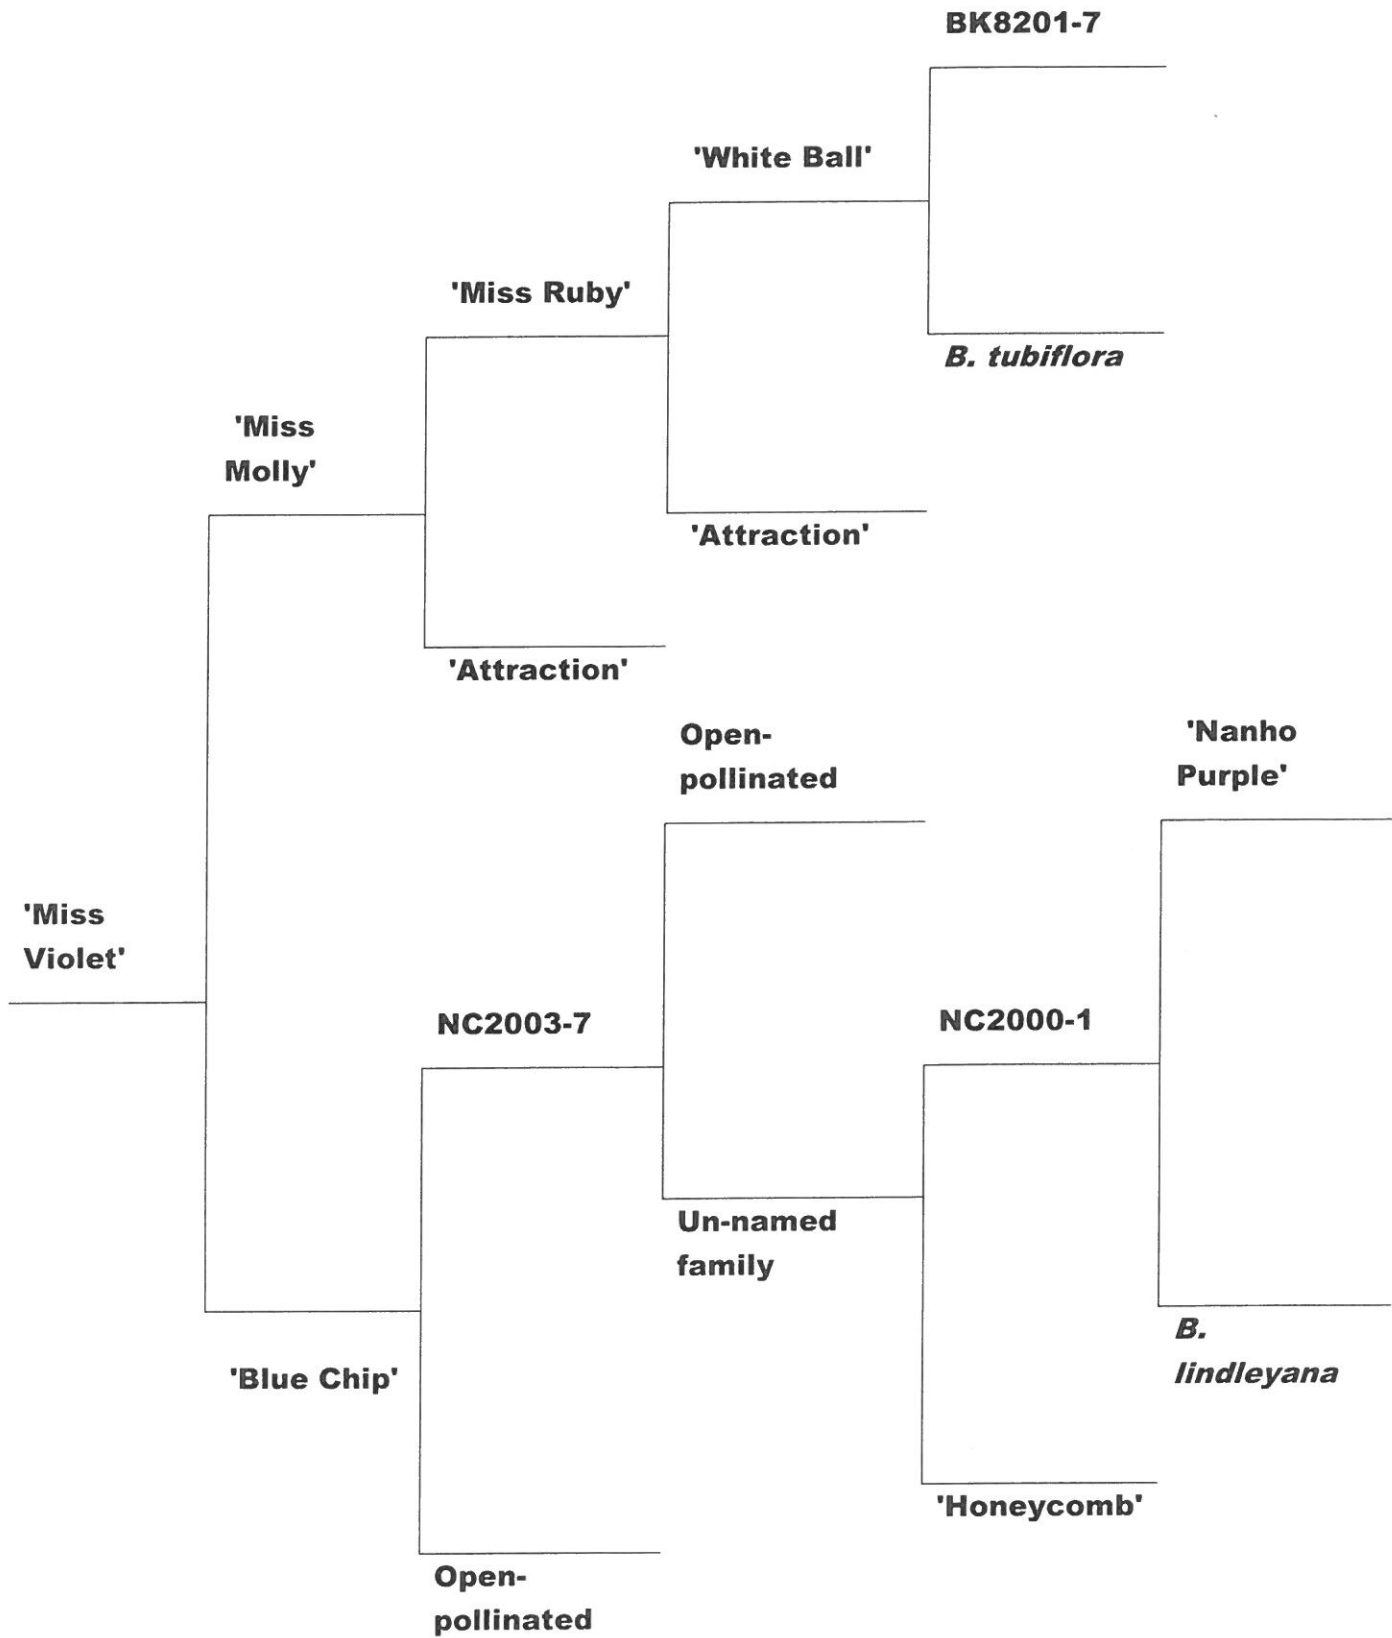 BK8201-7
'White Ball'
'Miss Ruby'
B. tubiflora
'Miss
Molly'
'Attraction'
'Attraction'
Open-
pollinated
'Nanho
Purple'
'Miss
Violet'
NC2003-7
NC2000-1
Un-named
family
B.
lindleyana
'Blue Chip'
'Honeycomb'
Open-
pollinated